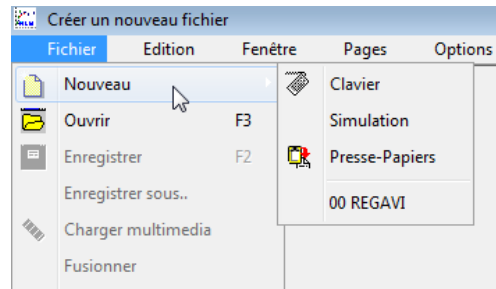 Créer un nouveau fichier
Fichier Edition Fenêtre Pages Options
Nouveau
Ouvrir F3
Enregistrer F2
Enregistrer sous..
Charger multimedia
Fusionner
Clavier
Simulation
Presse-Papiers
00 REGAVI